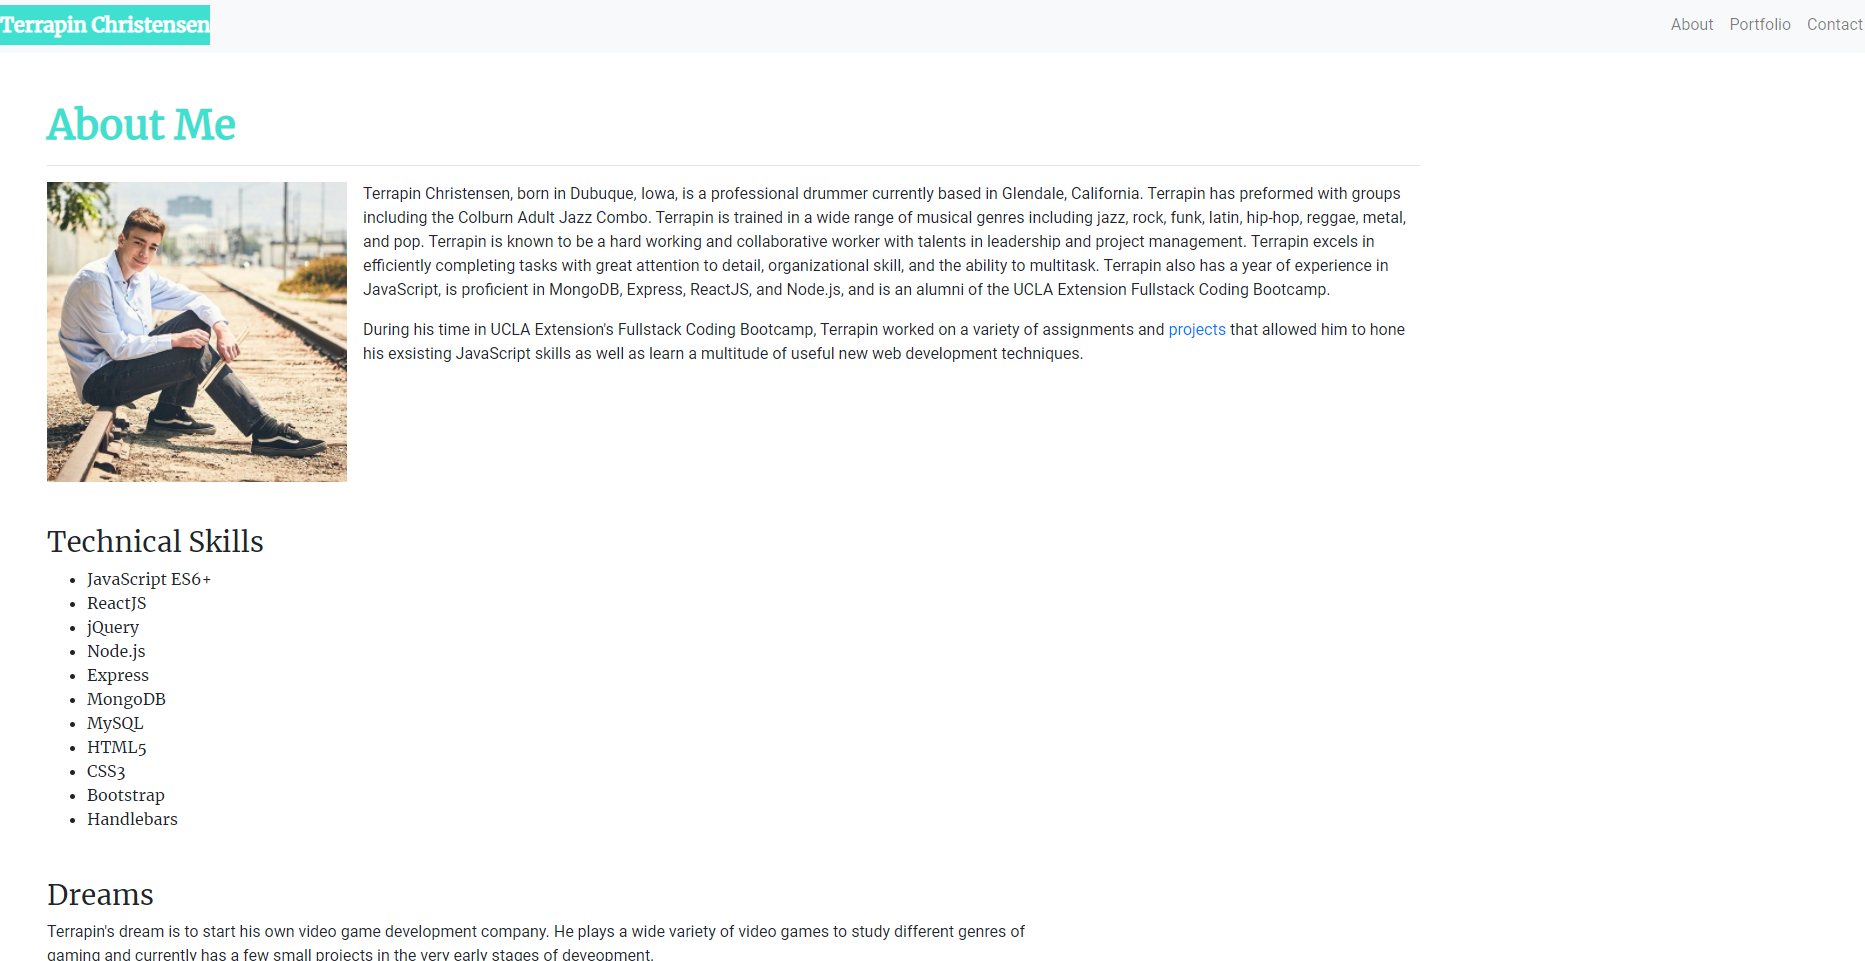 Terrapin Christensen
About Portfolio Contact
About Me
Terrapin Christensen, born in Dubuque, Iowa, is a professional drummer currently based in Glendale, California. Terrapin has preformed with groups
including the Colburn Adult Jazz Combo. Terrapin is trained in a wide range of musical genres including jazz, rock, funk, latin, hip-hop, reggae, metal,
and pop. Terrapin is known to be a hard working and collaborative worker with talents in leadership and project management. Terrapin excels in
efficiently completing tasks with great attention to detail, organizational skill, and the ability to multitask. Terrapin also has a year of experience in
JavaScript, is proficient in MongoDB, Express, ReactJS, and Node.js, and is an alumni of the UCLA Extension Fullstack Coding Bootcamp.
During his time in UCLA Extension's Fullstack Coding Bootcamp, Terrapin worked on a variety of assignments and projects that allowed him to hone
his exsisting JavaScript skills as well as learn a multitude of useful new web development techniques.
Technical Skills
• JavaScript ES6+
• ReactJS
• jQuery
• Node.js
• Express
• MongoDB
• MySQL
• HTML5
• CSS3
• Bootstrap
• Handlebars
Dreams
Terrapin's dream is to start his own video game development company. He plays a wide variety of video games to study different genres of
gaming and currently has a few small projects in the very early stages of deveopment.